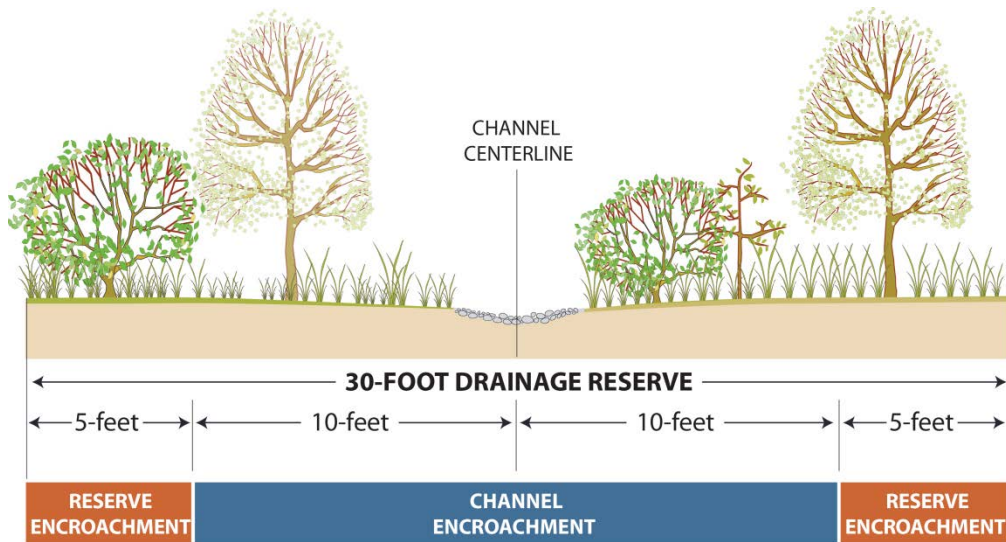 CHANNEL
CENTERLINE
30-FOOT DRAINAGE RESERVE
5-feet
10-feet
10-feet
5-feet
RESERVE
ENCROACHMENT
CHANNEL
ENCROACHMENT
RESERVE
ENCROACHMENT